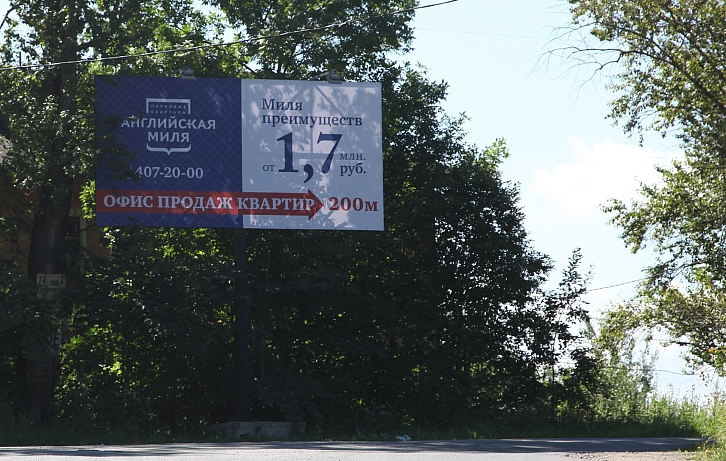 АНГЛИЙСКАЯ
МИЛЯ
407-20-00
Миля
преимуществ
от 1,7 млн. руб.
ОФИС ПРОДАЖ КВАРТИР 200м